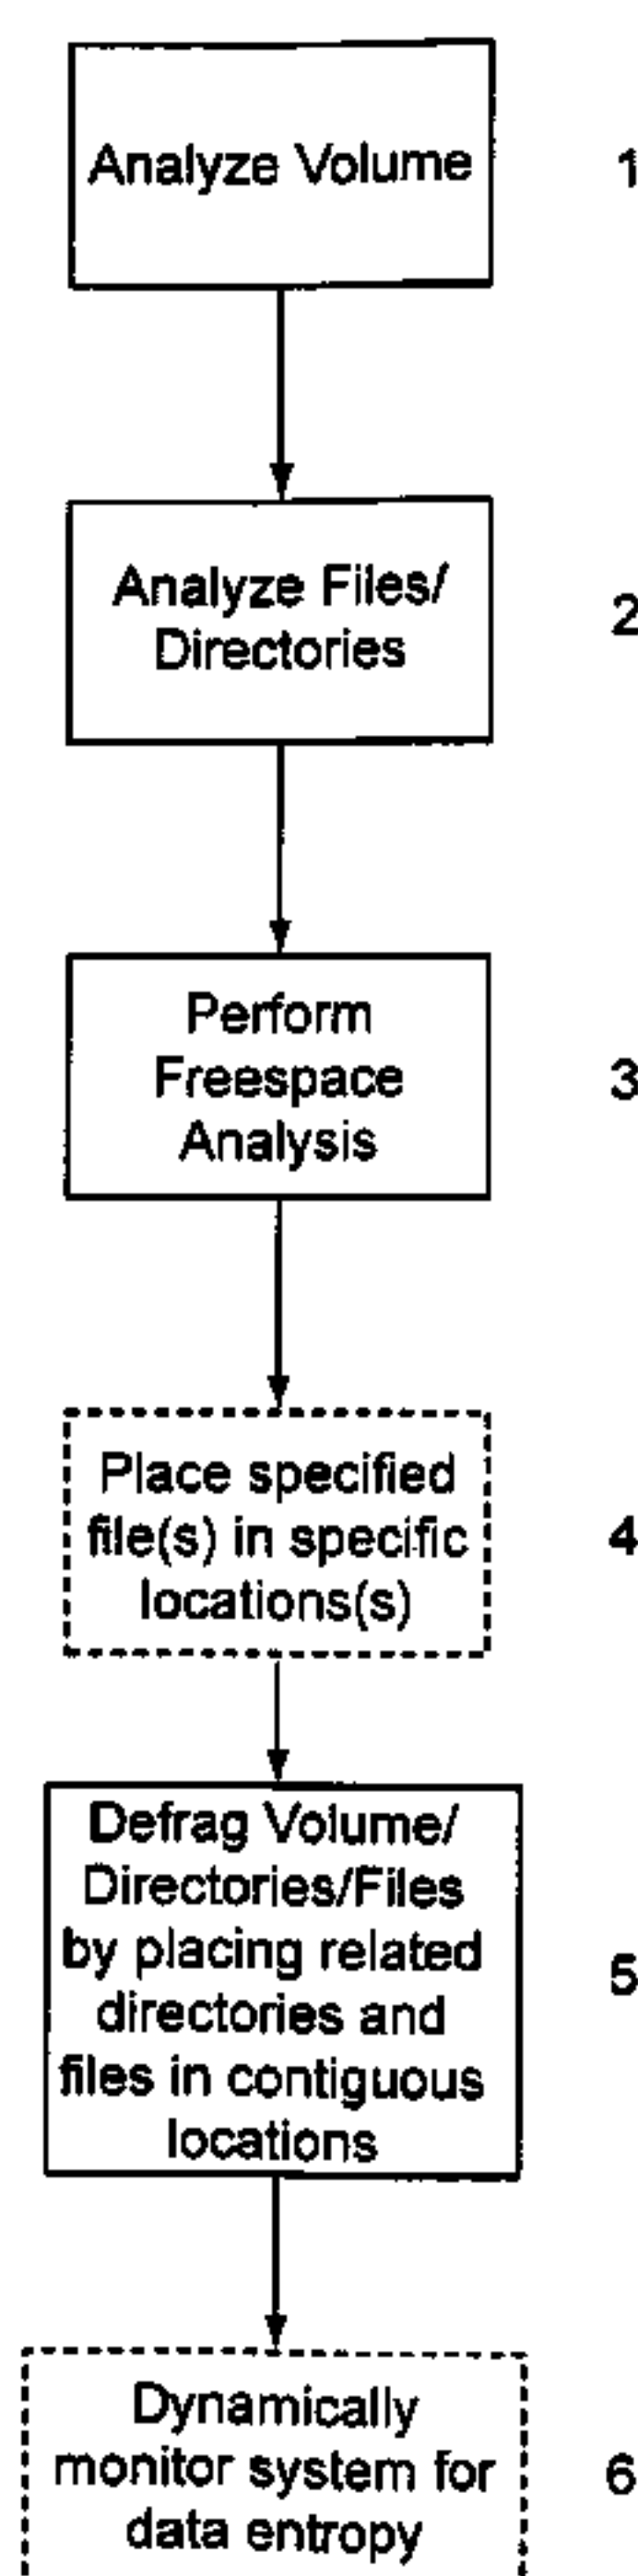 Analyze Volume
1
Analyze Files/
Directories
2
Perform
Freespace
Analysis
3
Place specified
file(s) in specific
locations(s)
4
Defrag Volume/
Directories/Files
by placing related
directories and
files in contiguous
locations
5
Dynamically
monitor system for
data entropy
6